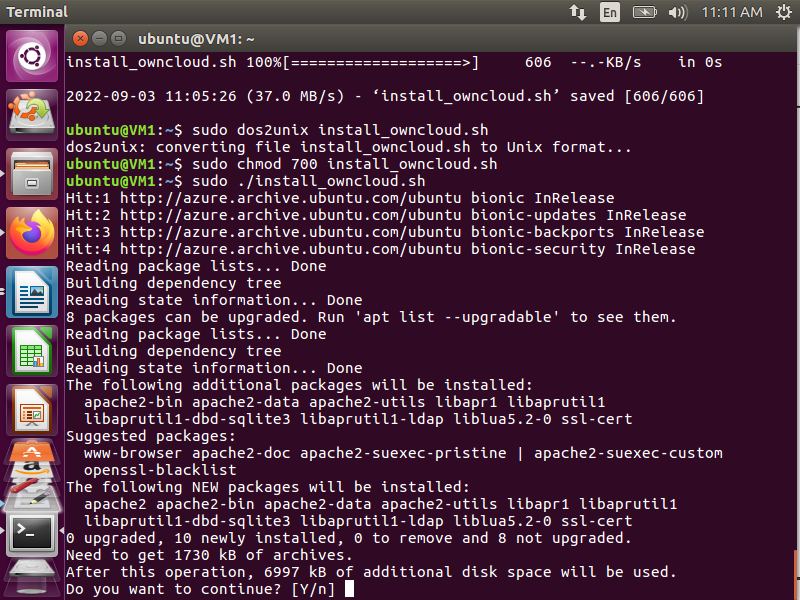 Terminal
En
11:11 AM
ubuntu@VM1: ~
install_owncloud.sh 100%[===================>]     606  --.-KB/s    in 0s
2022-09-03 11:05:26 (37.0 MB/s) - ‘install_owncloud.sh’ saved [606/606]
ubuntu@VM1:~$ sudo dos2unix install_owncloud.sh
dos2unix: converting file install_owncloud.sh to Unix format...
ubuntu@VM1:~$ sudo chmod 700 install_owncloud.sh
ubuntu@VM1:~$ sudo ./install_owncloud.sh
Hit:1 http://azure.archive.ubuntu.com/ubuntu bionic InRelease
Hit:2 http://azure.archive.ubuntu.com/ubuntu bionic-updates InRelease
Hit:3 http://azure.archive.ubuntu.com/ubuntu bionic-backports InRelease
Hit:4 http://azure.archive.ubuntu.com/ubuntu bionic-security InRelease
Reading package lists... Done
Building dependency tree
Reading state information... Done
8 packages can be upgraded. Run 'apt list --upgradable' to see them.
Reading package lists... Done
Building dependency tree
Reading state information... Done
The following additional packages will be installed:
  apache2-bin apache2-data apache2-utils libapr1 libaprutil1
  libaprutil1-dbd-sqlite3 libaprutil1-ldap liblua5.2-0 ssl-cert
Suggested packages:
  www-browser apache2-doc apache2-suexec-pristine | apache2-suexec-custom
  openssl-blacklist
The following NEW packages will be installed:
  apache2 apache2-bin apache2-data apache2-utils libapr1 libaprutil1
  libaprutil1-dbd-sqlite3 libaprutil1-ldap liblua5.2-0 ssl-cert
0 upgraded, 10 newly installed, 0 to remove and 8 not upgraded.
Need to get 1730 kB of archives.
After this operation, 6997 kB of additional disk space will be used.
Do you want to continue? [Y/n]